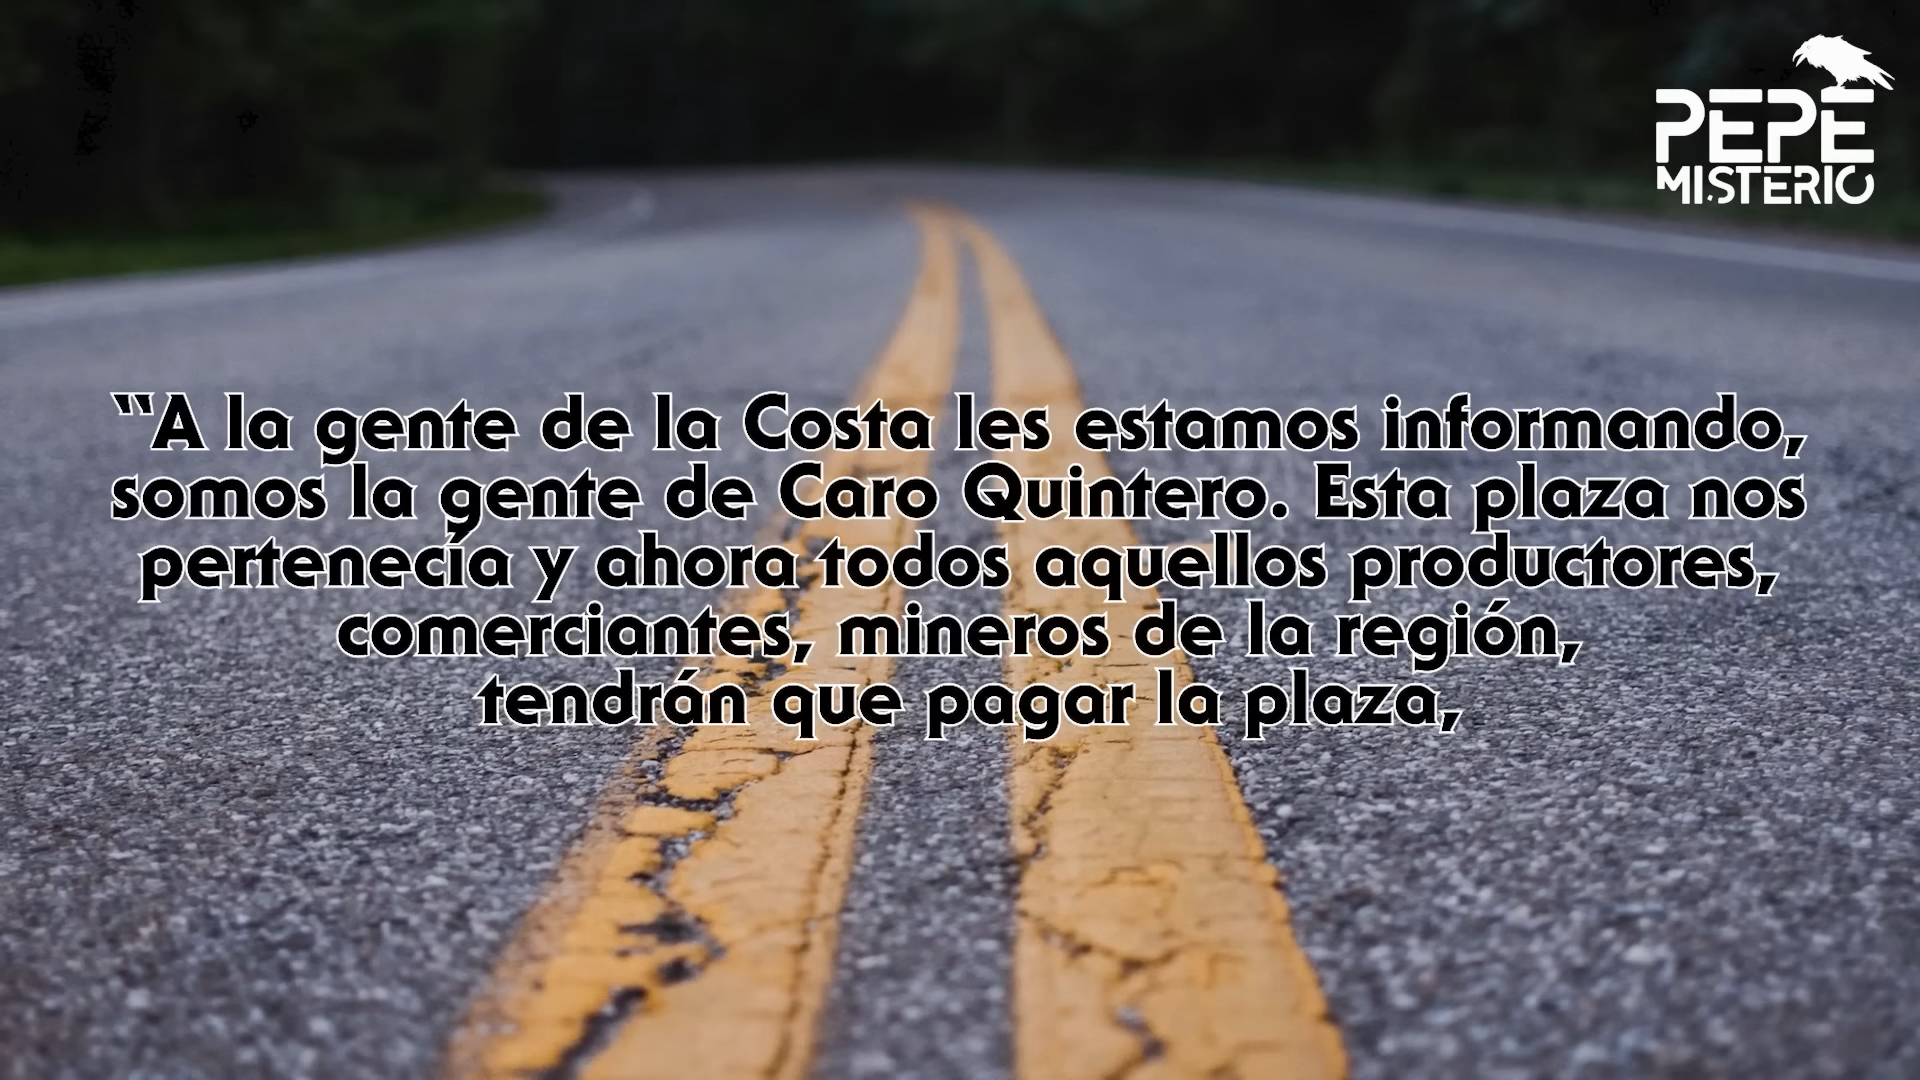 PEPE
MISTERIO
“A la gente de la Costa les estamos informando,
somos la gente de Caro Quintero. Esta plaza nos
pertenecía y ahora todos aquellos productores,
comerciantes, mineros de la región,
tendrán que pagar la plaza,